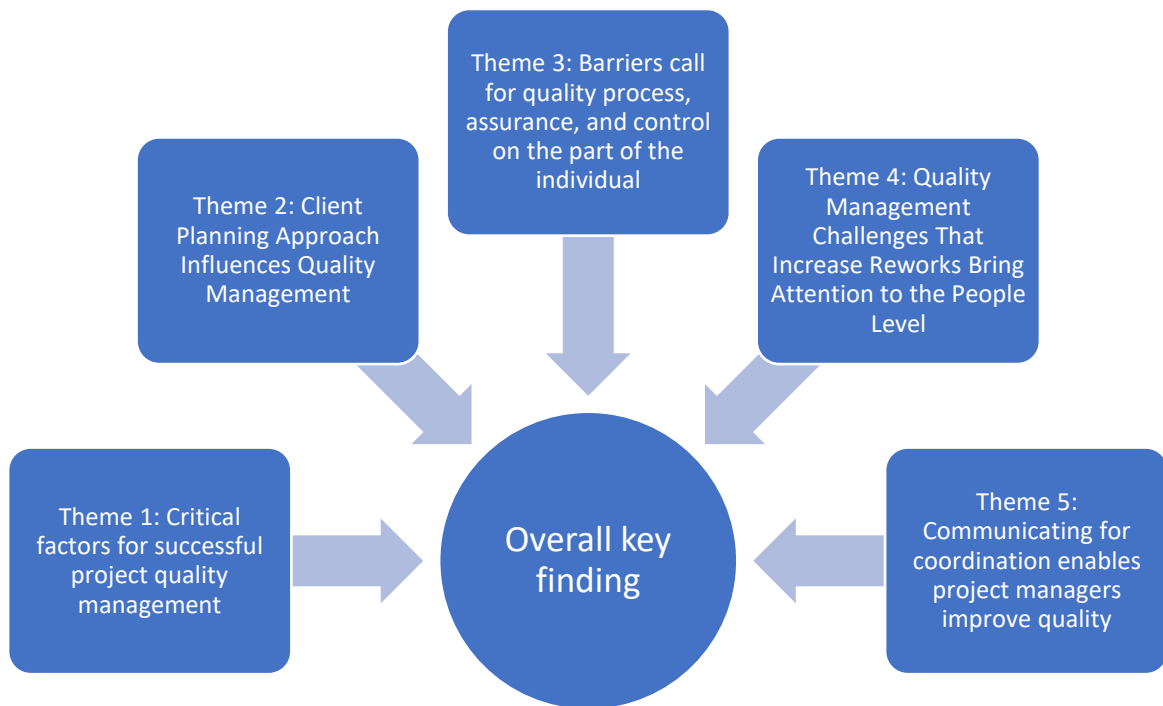 Theme 1: Critical
factors for successful
project quality
management
Theme 2: Client
Planning Approach
Influences Quality
Management
Theme 3: Barriers call
for quality process,
assurance, and control
on the part of the
individual
Theme 4: Quality
Management
Challenges That
Increase Reworks Bring
Attention to the People
Level
Theme 5:
Communicating for
coordination enables
project managers
improve quality
Overall key
finding